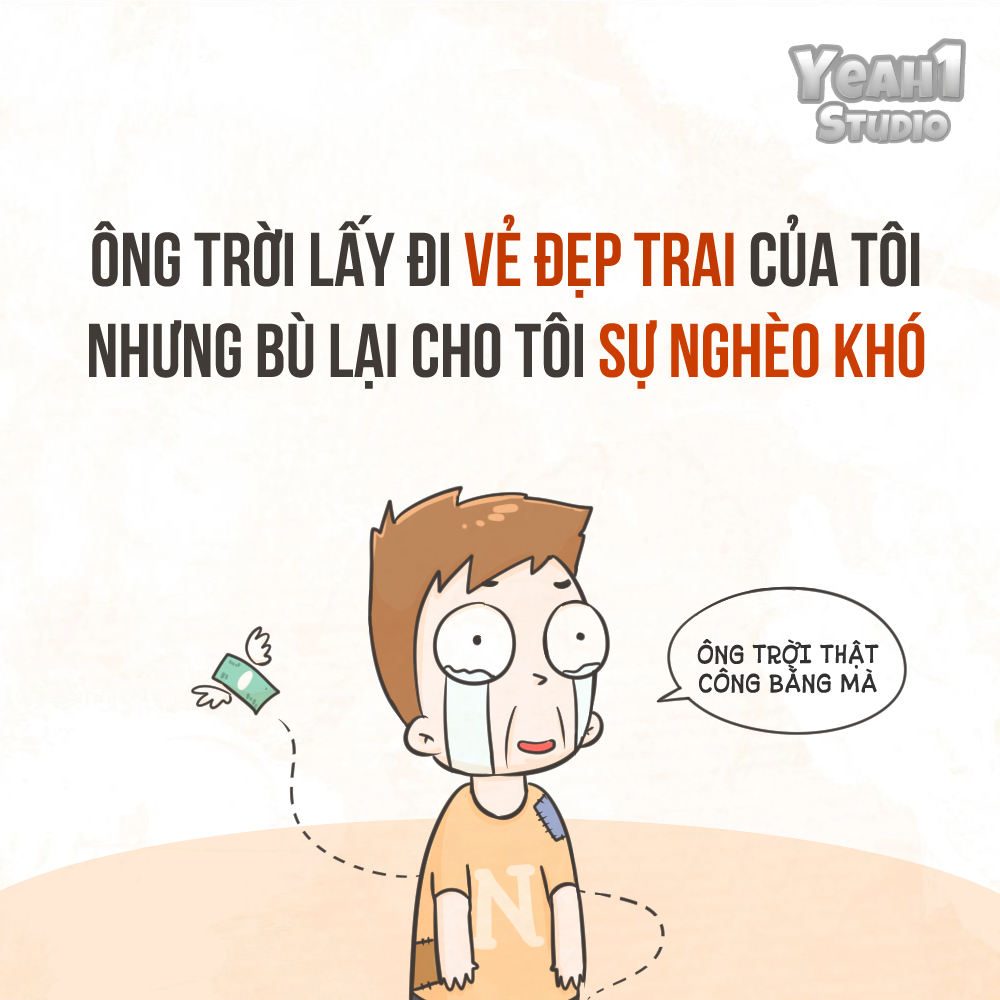 Yeah1
Studio
ÔNG TRỜI LẤY ĐI VẺ ĐẸP TRAI CỦA TÔI
NHƯNG BÙ LẠI CHO TÔI SỰ NGHÈO KHÓ
ÔNG TRỜI THẬT
CÔNG BẰNG MÀ
N